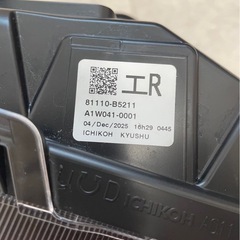 工R
81110-B5211
A1W041-0001
04/Dec/2025 16h29 0445
ICHIKOH KYUSHU
ICHIKOH